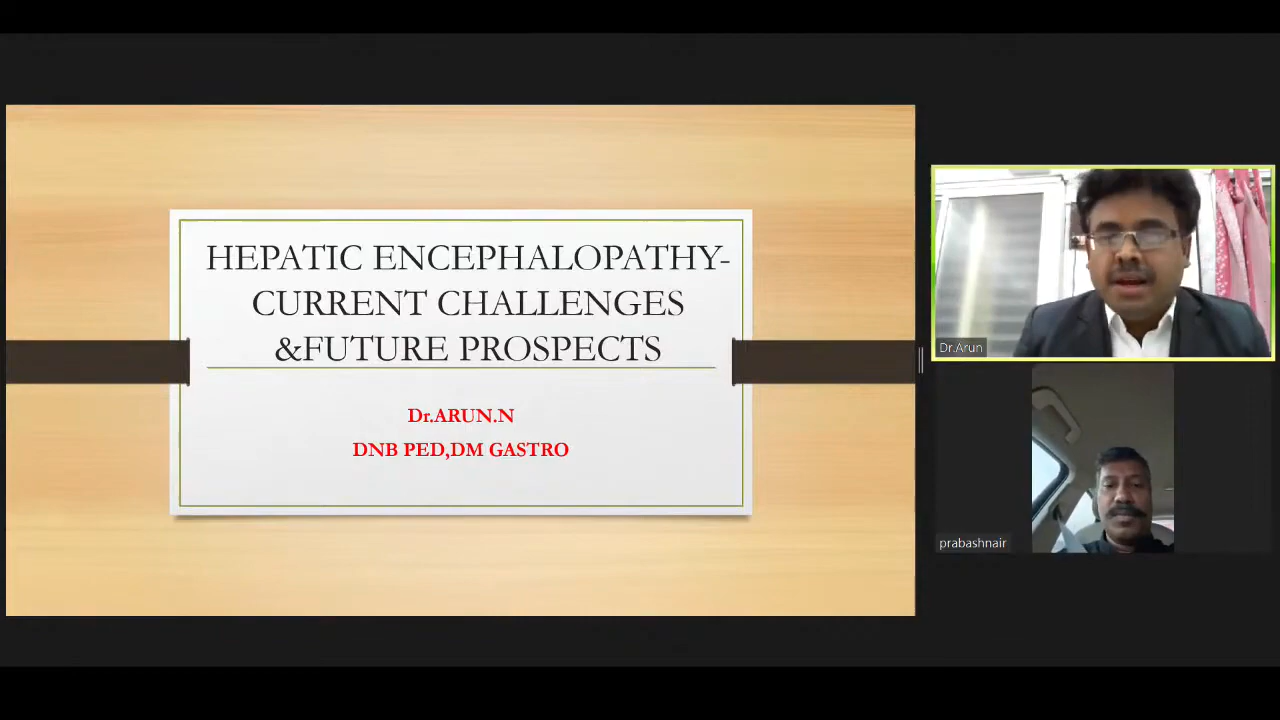 HEPATIC ENCEPHALOPATHY-
CURRENT CHALLENGES
&FUTURE PROSPECTS
Dr.ARUN.N
DNB PED,DM GASTRO
Dr.Arun
prabashnair